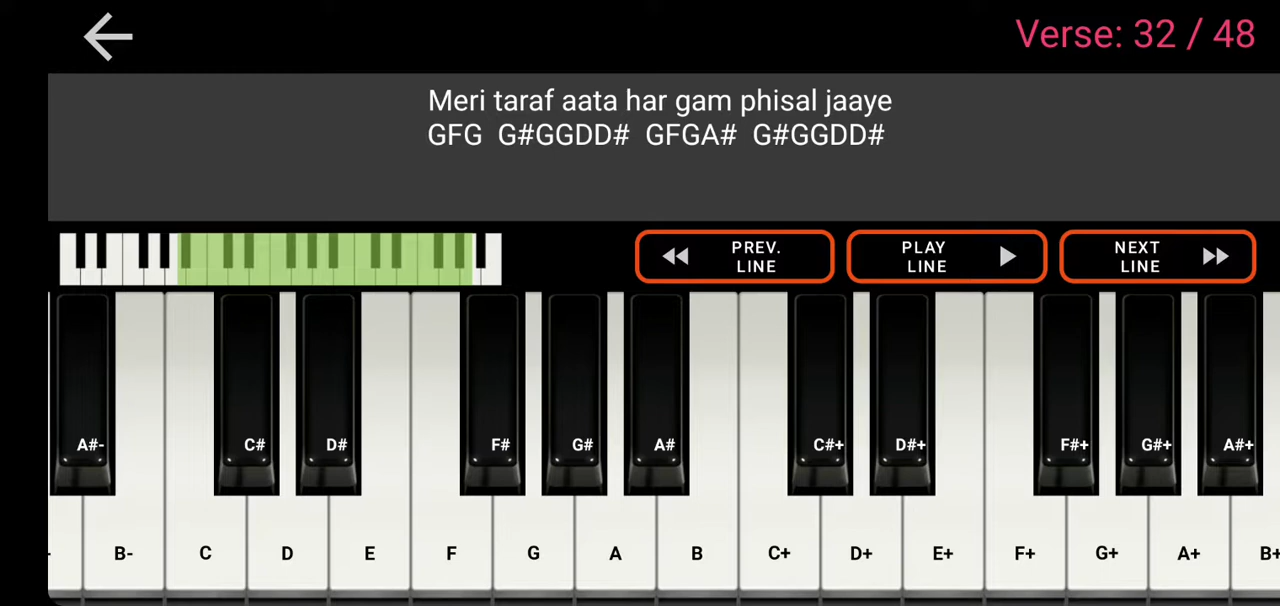 Verse: 32 / 48
Meri taraf aata har gam phisal jaaye
GFG G#GGDD# GFGA# G#GGDD#
PREV. LINE
PLAY LINE
NEXT LINE
A#- C# D# F# G# A# C#+ D#+ F#+ G#+ A#+
- B- C D E F G A B C+ D+ E+ F+ G+ A+ B+